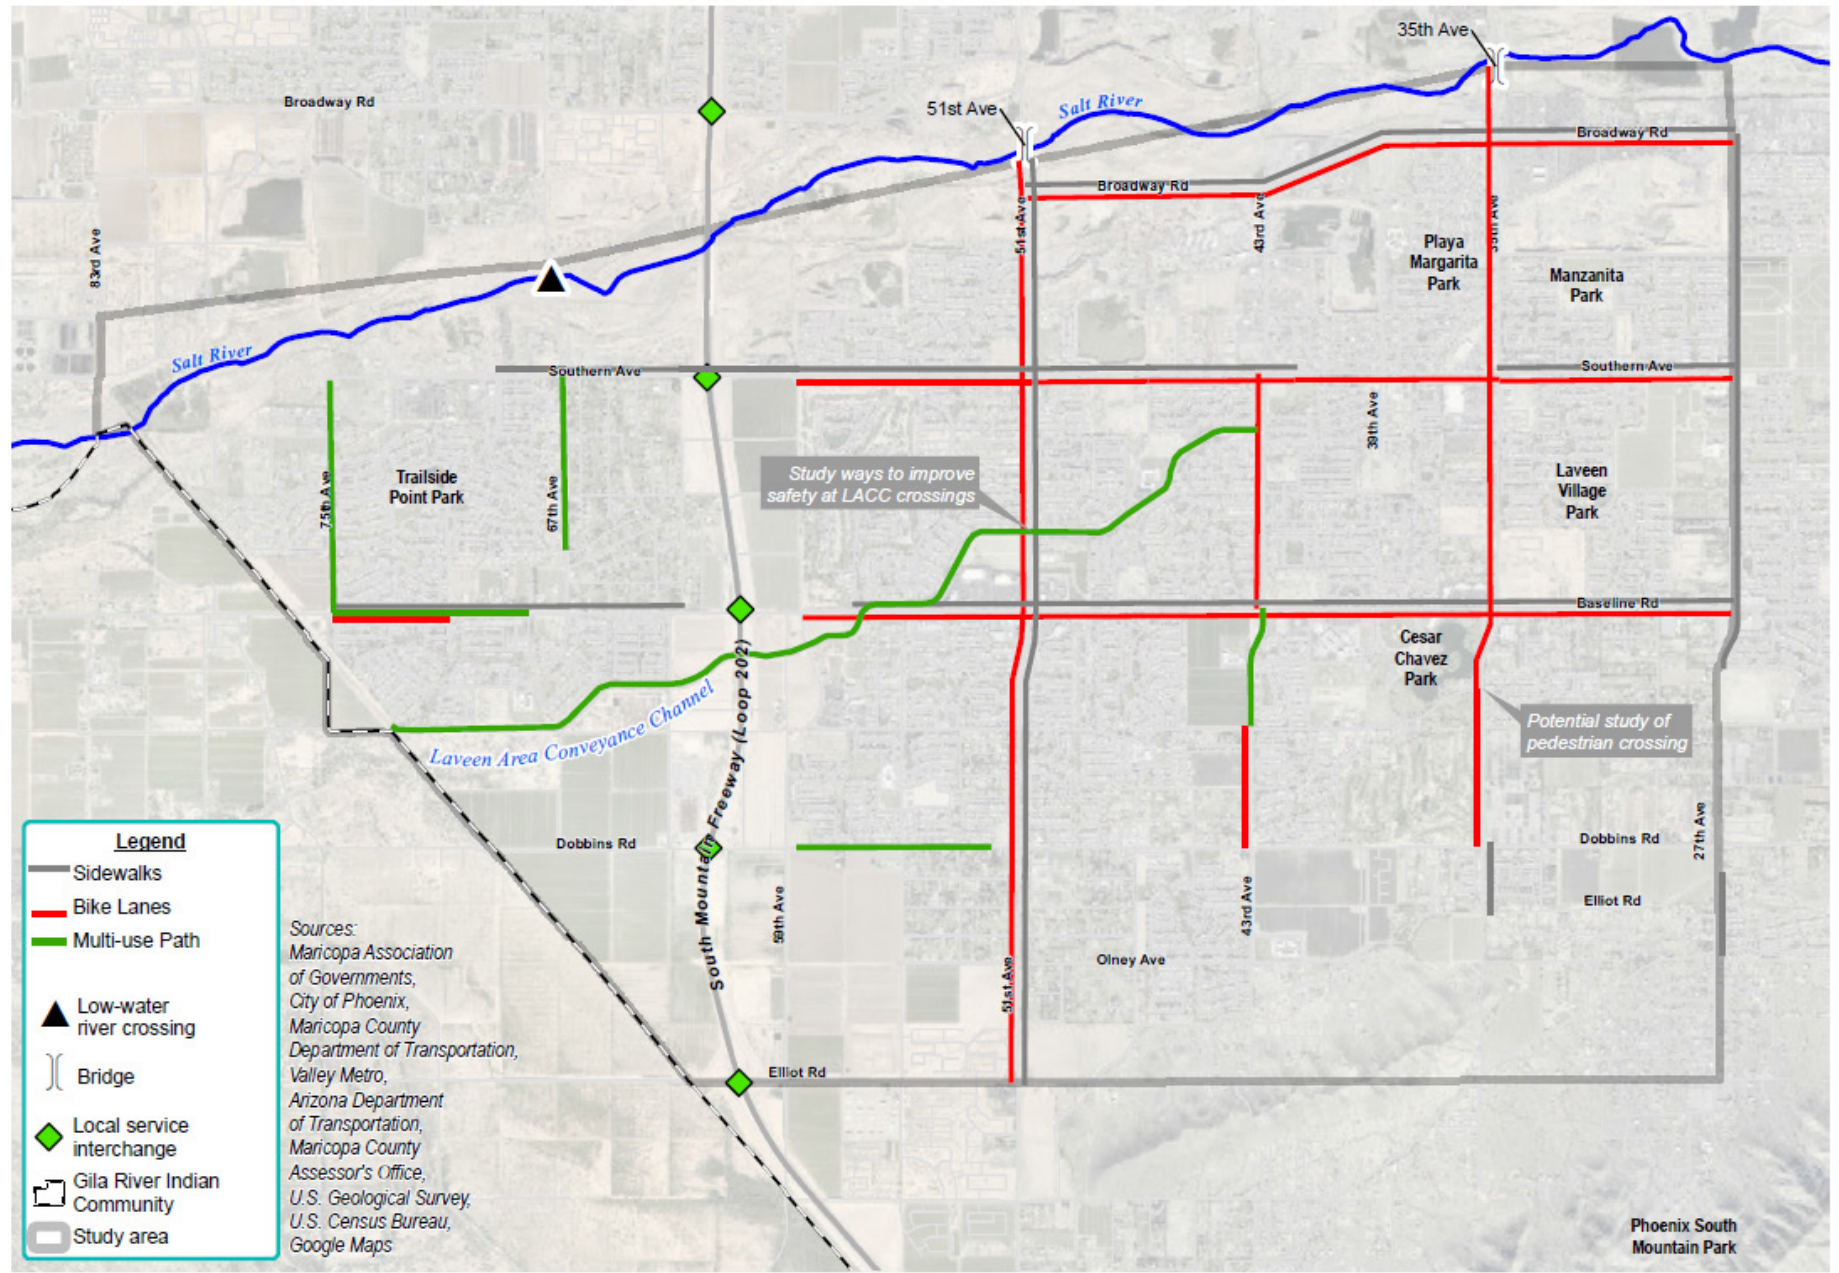 35th Ave
51st Ave
Salt River
Broadway Rd
Broadway Rd
Broadway Rd
83rd Ave
51st Ave
43rd Ave
35th Ave
Playa
Margarita
Park
Manzanita
Park
Salt River
Southern Ave
Southern Ave
39th Ave
Trailside
Point Park
75th Ave
67th Ave
Study ways to improve
safety at LACC crossings
Laveen
Village
Park
Baseline Rd
Cesar
Chavez
Park
Laveen Area Conveyance Channel
South Mountain Freeway (Loop 202)
Potential study of
pedestrian crossing
Dobbins Rd
Dobbins Rd
27th Ave
59th Ave
43rd Ave
Elliot Rd
51st Ave
Olney Ave
Elliot Rd
Phoenix South
Mountain Park
Legend
Sidewalks
Bike Lanes
Multi-use Path
Low-water
river crossing
Bridge
Local service
interchange
Gila River Indian
Community
Study area
Sources:
Maricopa Association
of Governments,
City of Phoenix,
Maricopa County
Department of Transportation,
Valley Metro,
Arizona Department
of Transportation,
Maricopa County
Assessor's Office,
U.S. Geological Survey,
U.S. Census Bureau,
Google Maps